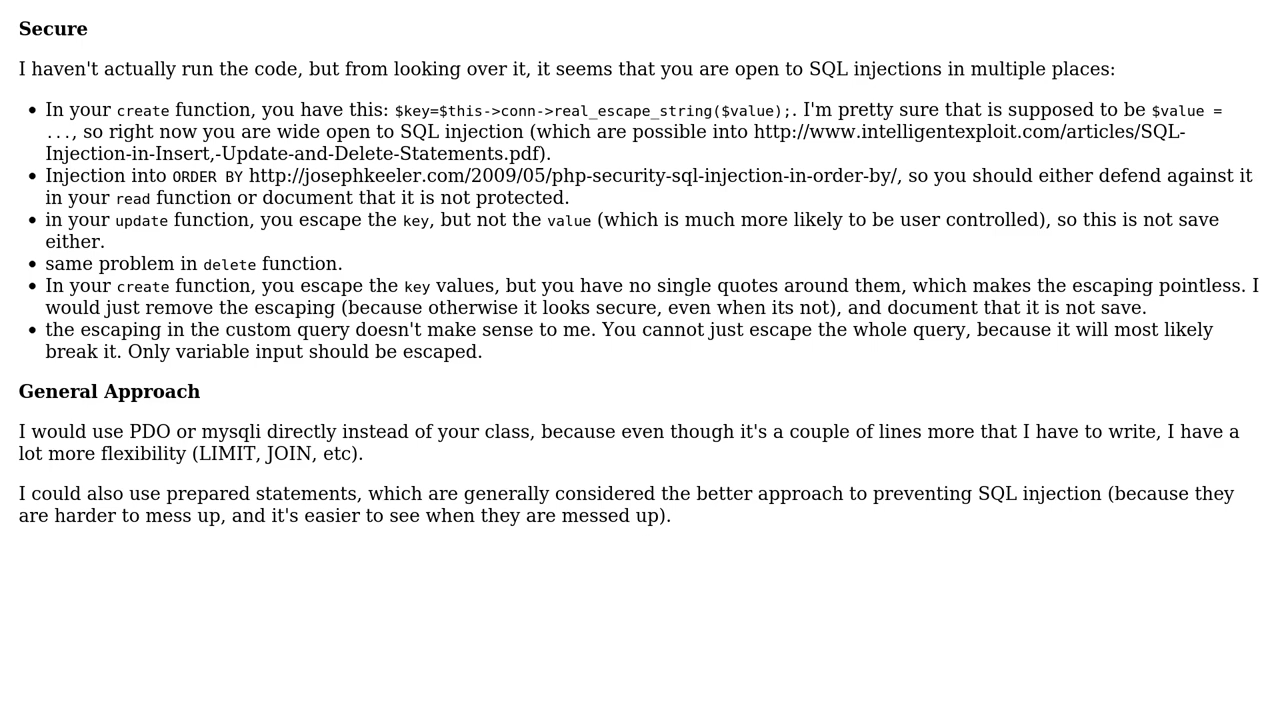 Secure
I haven't actually run the code, but from looking over it, it seems that you are open to SQL injections in multiple places:
• In your create function, you have this: $key=$this->conn->real_escape_string($value);. I'm pretty sure that is supposed to be $value =
..., so right now you are wide open to SQL injection (which are possible into http://www.intelligentexploit.com/articles/SQL-
Injection-in-Insert,-Update-and-Delete-Statements.pdf).
• Injection into ORDER BY http://josephkeeler.com/2009/05/php-security-sql-injection-in-order-by/, so you should either defend against it
in your read function or document that it is not protected.
• in your update function, you escape the key, but not the value (which is much more likely to be user controlled), so this is not save
either.
• same problem in delete function.
• In your create function, you escape the key values, but you have no single quotes around them, which makes the escaping pointless. I
would just remove the escaping (because otherwise it looks secure, even when its not), and document that it is not save.
• the escaping in the custom query doesn't make sense to me. You cannot just escape the whole query, because it will most likely
break it. Only variable input should be escaped.
General Approach
I would use PDO or mysqli directly instead of your class, because even though it's a couple of lines more that I have to write, I have a
lot more flexibility (LIMIT, JOIN, etc).
I could also use prepared statements, which are generally considered the better approach to preventing SQL injection (because they
are harder to mess up, and it's easier to see when they are messed up).